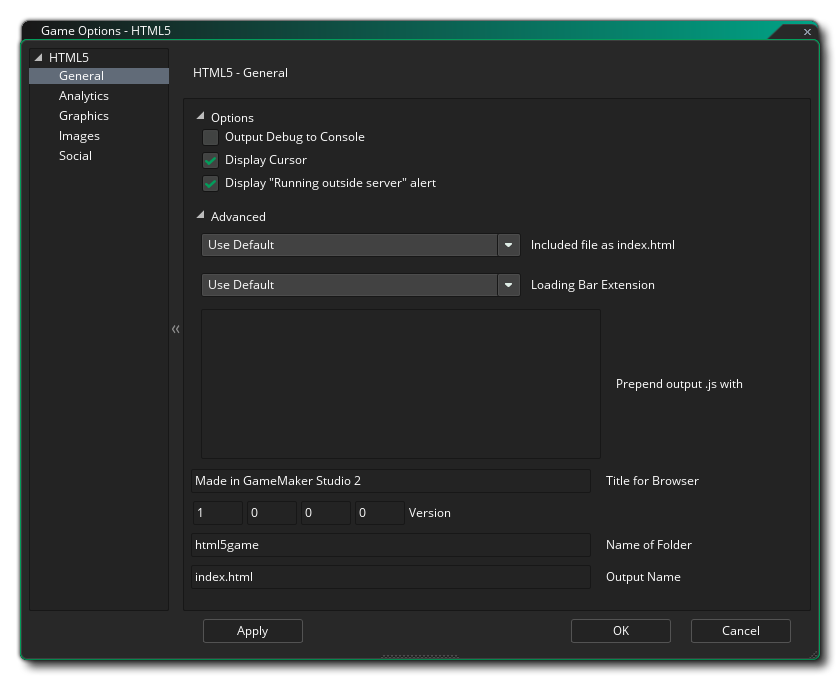 Game Options - HTML5
HTML5
General
Analytics
Graphics
Images
Social
HTML5 - General
Options
Output Debug to Console
Display Cursor
Display "Running outside server" alert
Advanced
Use Default Included file as index.html
Use Default Loading Bar Extension
Prepend output .js with
Made in GameMaker Studio 2 Title for Browser
1 0 0 0 Version
html5game Name of Folder
index.html Output Name
Apply OK Cancel